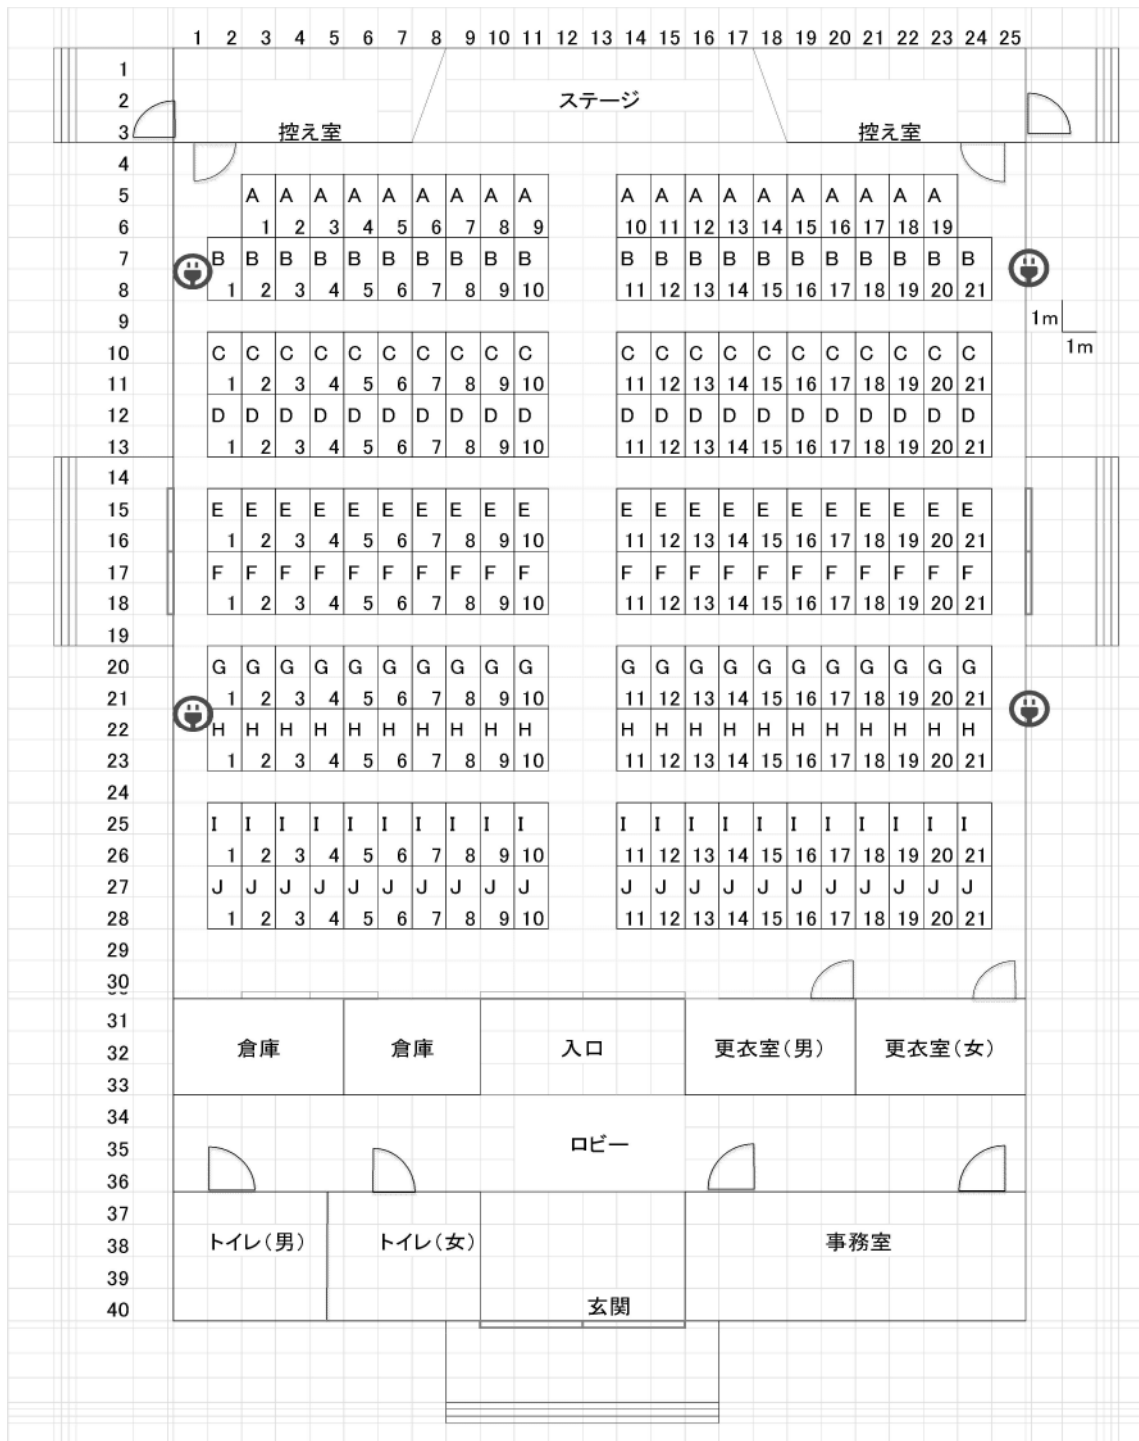 1 2 3 4 5 6 7 8 9 10 11 12 13 14 15 16 17 18 19 20 21 22 23 24 25
1
2 ステージ
3 控え室 控え室
4
5 A A A A A A A A A A A A A A A A A A A
6 1 2 3 4 5 6 7 8 9 10 11 12 13 14 15 16 17 18 19
7 B B B B B B B B B B B B B B B B B B B B B
8 1 2 3 4 5 6 7 8 9 10 11 12 13 14 15 16 17 18 19 20 21
9 1m
1m
10 C C C C C C C C C C C C C C C C C C C C C
11 1 2 3 4 5 6 7 8 9 10 11 12 13 14 15 16 17 18 19 20 21
12 D D D D D D D D D D D D D D D D D D D D D
13 1 2 3 4 5 6 7 8 9 10 11 12 13 14 15 16 17 18 19 20 21
14
15 E E E E E E E E E E E E E E E E E E E E E
16 1 2 3 4 5 6 7 8 9 10 11 12 13 14 15 16 17 18 19 20 21
17 F F F F F F F F F F F F F F F F F F F F F
18 1 2 3 4 5 6 7 8 9 10 11 12 13 14 15 16 17 18 19 20 21
19
20 G G G G G G G G G G G G G G G G G G G G G
21 1 2 3 4 5 6 7 8 9 10 11 12 13 14 15 16 17 18 19 20 21
22 H H H H H H H H H H H H H H H H H H H H H
23 1 2 3 4 5 6 7 8 9 10 11 12 13 14 15 16 17 18 19 20 21
24
25 I I I I I I I I I I I I I I I I I I I I I
26 1 2 3 4 5 6 7 8 9 10 11 12 13 14 15 16 17 18 19 20 21
27 J J J J J J J J J J J J J J J J J J J J J
28 1 2 3 4 5 6 7 8 9 10 11 12 13 14 15 16 17 18 19 20 21
29
30
31
32 倉庫 倉庫 入口 更衣室（男） 更衣室（女）
33
34
35 ロビー
36
37
38 トイレ（男） トイレ（女） 事務室
39
40 玄関